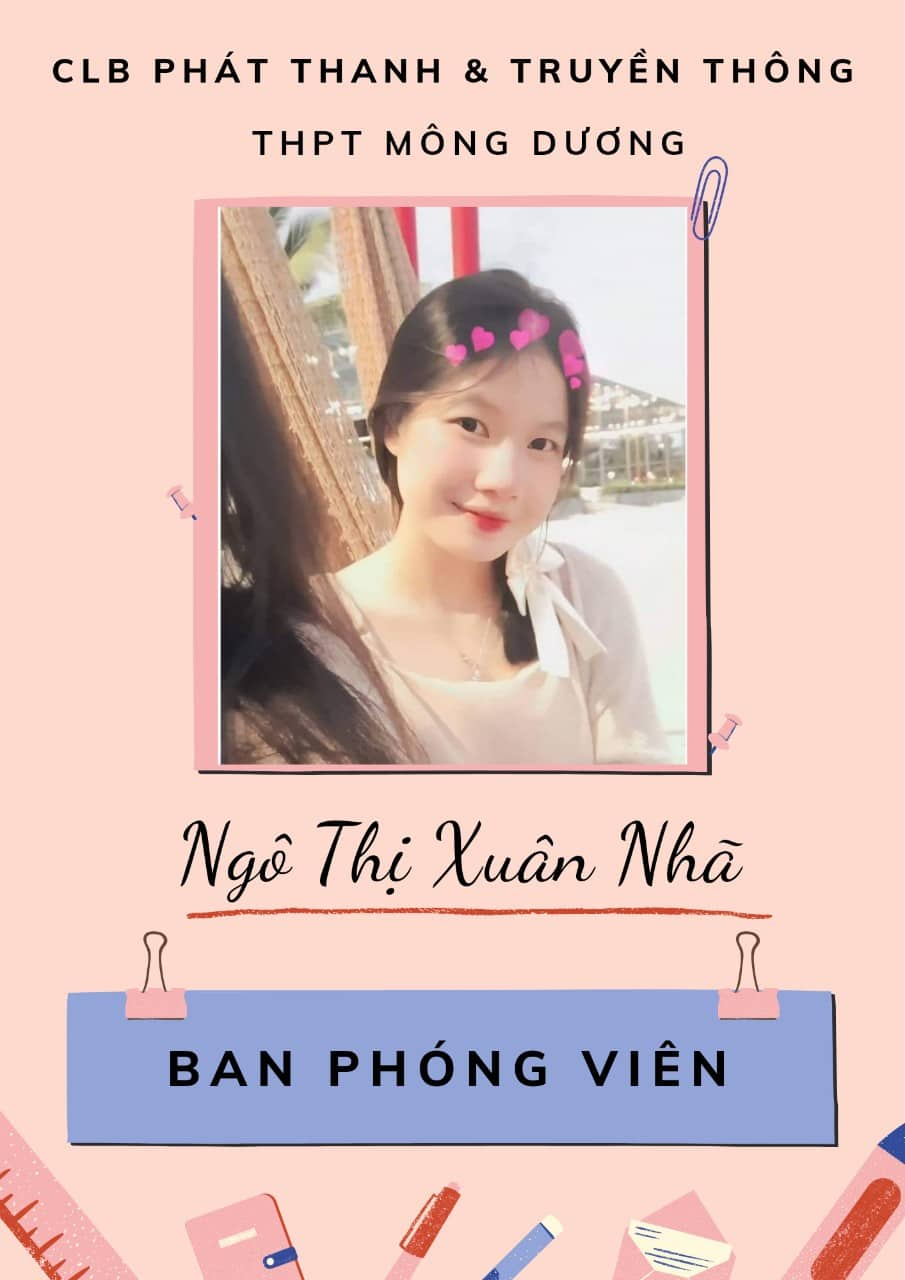 CLB PHÁT THANH & TRUYỀN THÔNG
THPT MÔNG DƯƠNG
Ngô Thị Xuân Nhã
BAN PHÓNG VIÊN